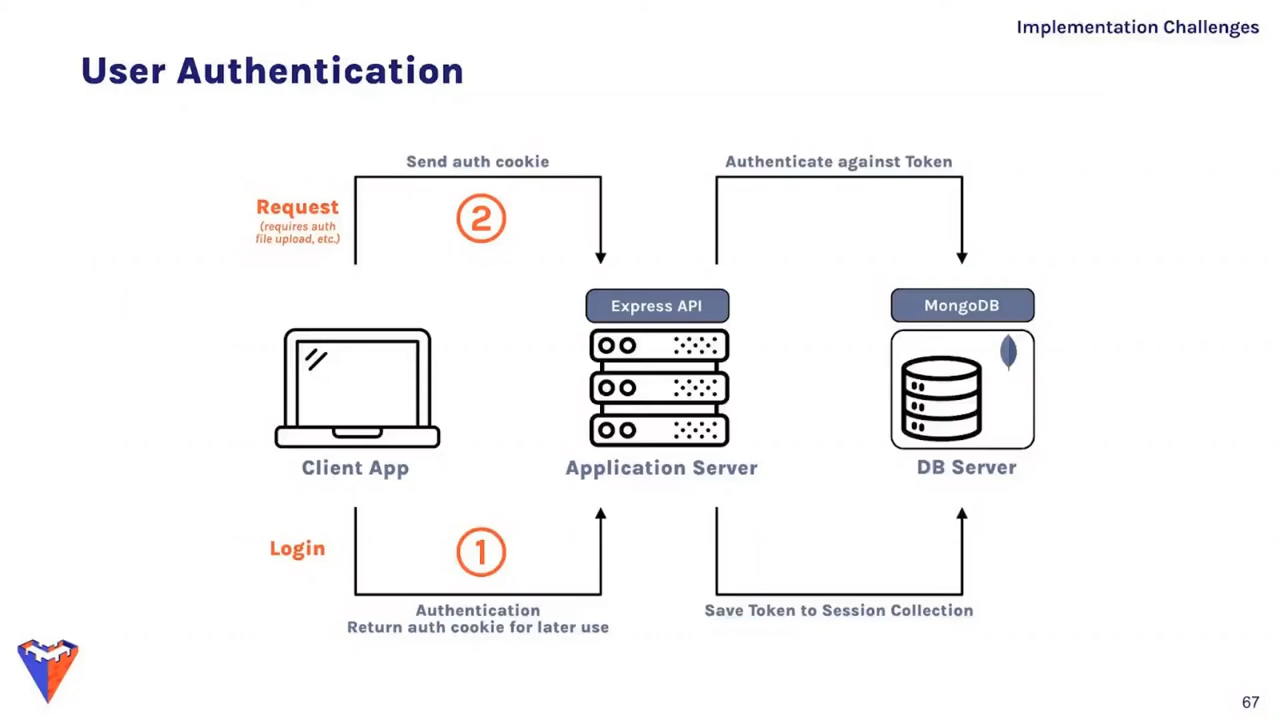 Implementation Challenges
User Authentication
Send auth cookie
Authenticate against Token
Request
(requires auth
file upload, etc.)
2
Express API
MongoDB
Client App
Application Server
DB Server
Login
1
Authentication
Return auth cookie for later use
Save Token to Session Collection
67